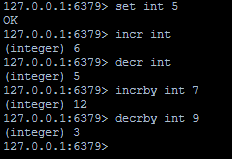 127.0.0.1:6379> set int 5
OK
127.0.0.1:6379> incr int
(integer) 6
127.0.0.1:6379> decr int
(integer) 5
127.0.0.1:6379> incrby int 7
(integer) 12
127.0.0.1:6379> decrby int 9
(integer) 3
127.0.0.1:6379>